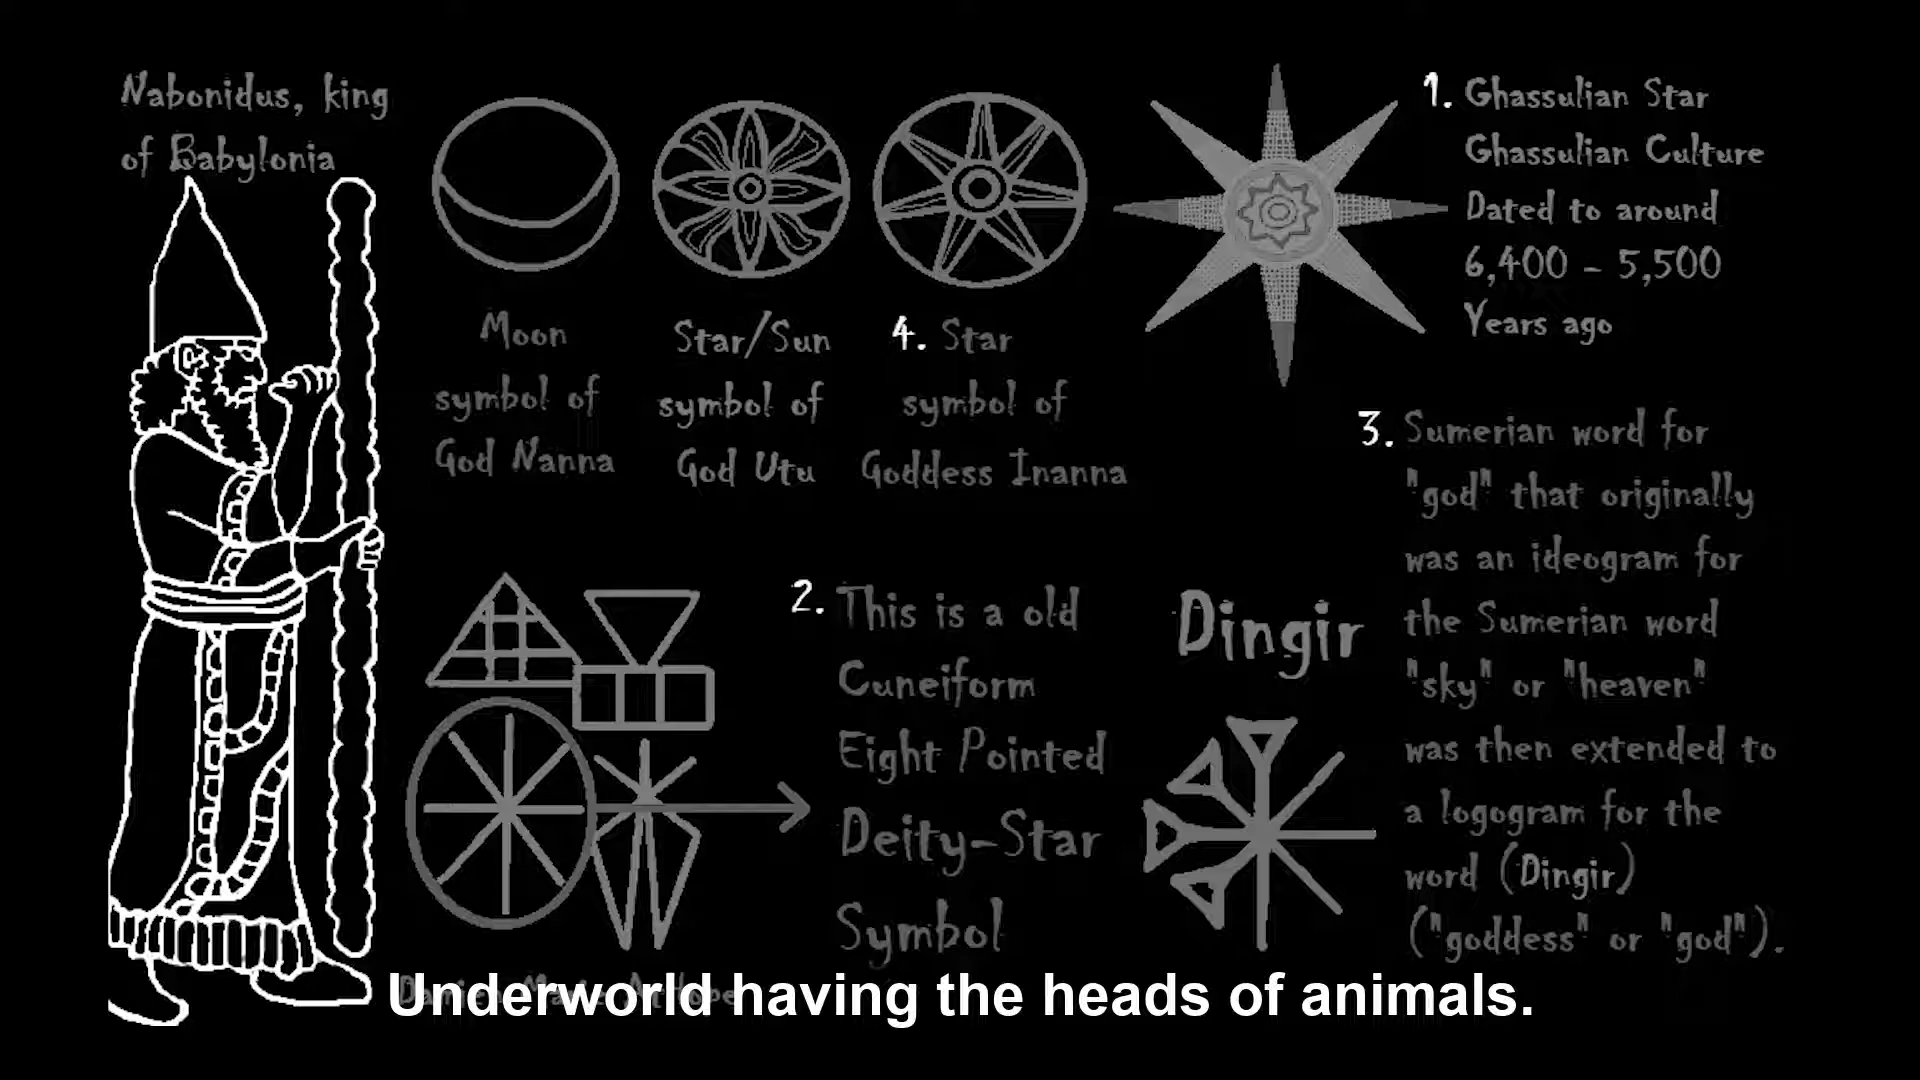 Nabonidus, king
of Babylonia
Moon
symbol of
God Nanna
Star/Sun
symbol of
God Utu
4. Star
symbol of
Goddess Inanna
1. Ghassulian Star
Ghassulian Culture
Dated to around
6,400 - 5,500
Years ago
2. This is a old
Cuneiform
Eight Pointed
Deity-Star
Symbol
Dingir
3. Sumerian word for
"god" that originally
was an ideogram for
the Sumerian word
"sky" or "heaven"
was then extended to
a logogram for the
word (Dingir)
("goddess" or "god").
Underworld having the heads of animals.